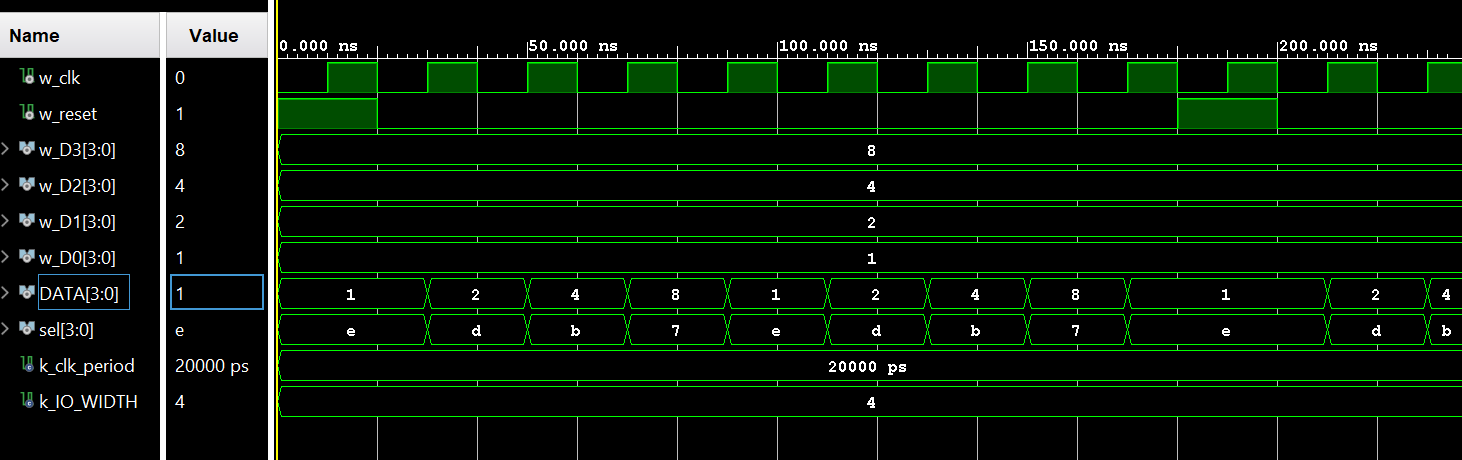 Name Value
0.000 ns 50.000 ns 100.000 ns 150.000 ns 200.000 ns
w_clk 0
w_reset 1
w_D3[3:0] 8 8
w_D2[3:0] 4 4
w_D1[3:0] 2 2
w_D0[3:0] 1 1
DATA[3:0] 1 1 2 4 8 1 2 4 8 1 2 4
sel[3:0] e e d b 7 e d b 7 e d b
k_clk_period 20000 ps 20000 ps
k_IO_WIDTH 4 4